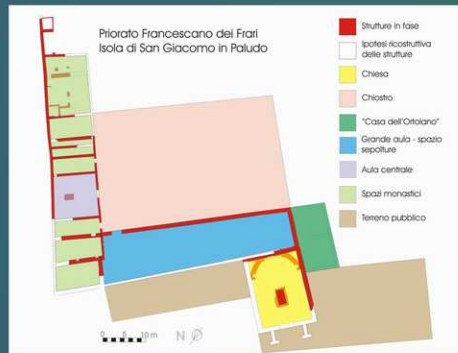 Priorato Francescano dei Frari
Isola di San Giacomo in Paludo
Strutture in fase
Ipotesi ricostruttiva
delle strutture
Chiesa
Chiostro
"Casa dell'Ortolano"
Grande aula - spazio
sepolture
Aula centrale
Spazi monastici
Terreno pubblico
0 5 10 m
N